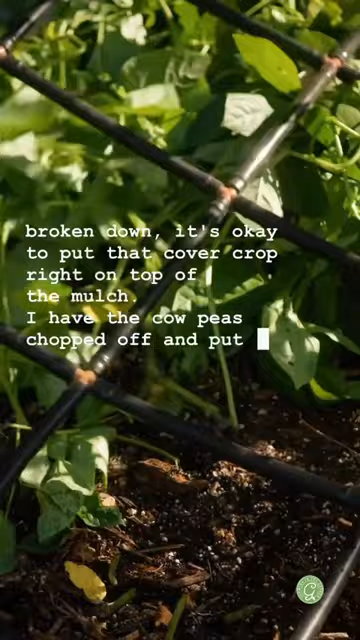 broken down, it's okay
to put that cover crop
right on top of
the mulch.
I have the cow peas
chopped off and put